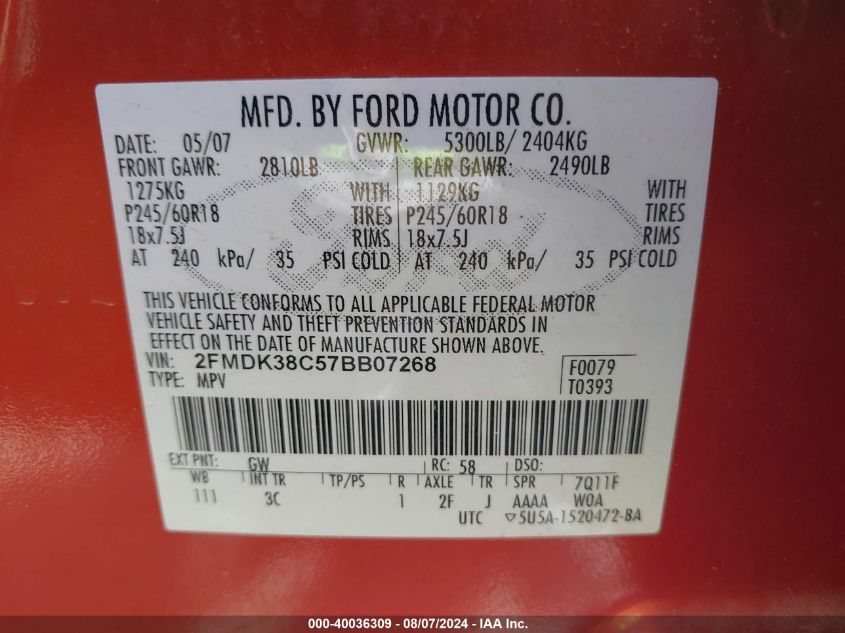 MFD. BY FORD MOTOR CO.
DATE: 05/07 GVWR: 5300LB/ 2404KG
FRONT GAWR: 2810LB REAR GAWR: 2490LB
1275KG WITH 1129KG WITH
P245/60R18 TIRES P245/60R18 TIRES
18x7.5J RIMS 18x7.5J RIMS
AT 240 kPa/ 35 PSI COLD AT 240 kPa/ 35 PSI COLD
THIS VEHICLE CONFORMS TO ALL APPLICABLE FEDERAL MOTOR
VEHICLE SAFETY AND THEFT PREVENTION STANDARDS IN
EFFECT ON THE DATE OF MANUFACTURE SHOWN ABOVE.
VIN: 2FMDK38C57BB07268 F0079
TYPE: MPV T0393
EXT PNT: GW RC: 58 DSO:
WB INT TR TP/PS R AXLE TR SPR 7Q11F
111 3C 1 2F J AAAA WOA
UTC ▽5U5A-1520472-BA
000-40036309 - 08/07/2024 - IAA Inc.